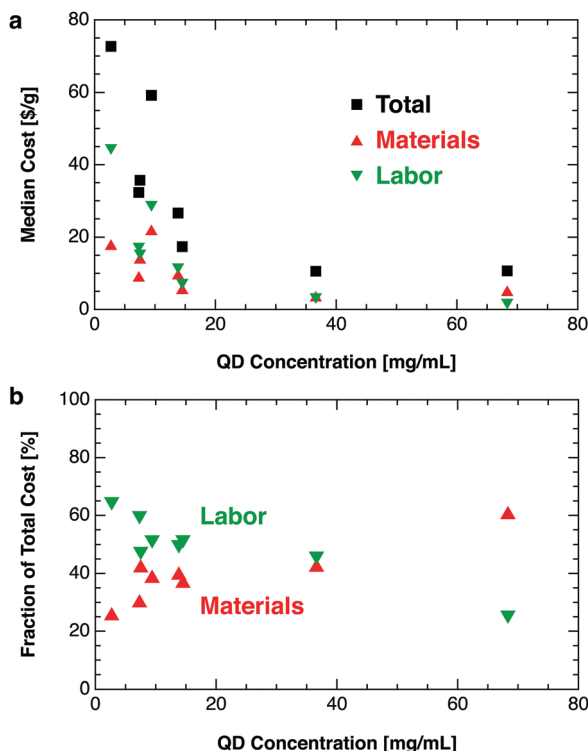 a
80
60
40
20
0
Median Cost [$/g]
Total
Materials
Labor
0 20 40 60 80
QD Concentration [mg/mL]
b
100
80
60
40
20
0
Fraction of Total Cost [%]
Labor
Materials
0 20 40 60 80
QD Concentration [mg/mL]